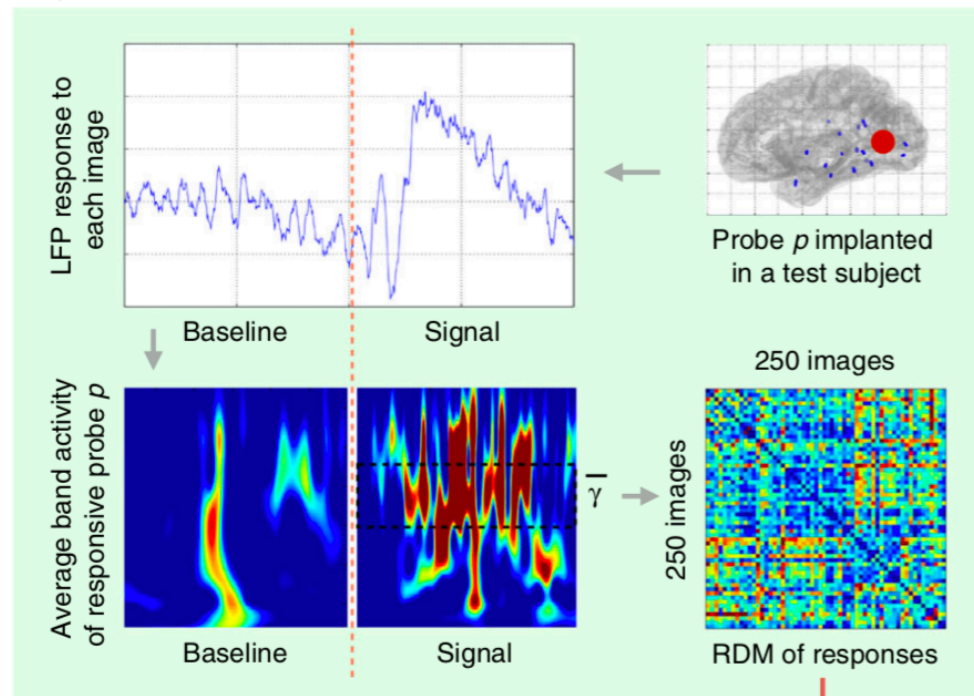 LFP response to
each image
Baseline
Signal
Probe p implanted
in a test subject
Average band activity
of responsive probe p
Baseline
Signal
γ̅
250 images
250 images
RDM of responses